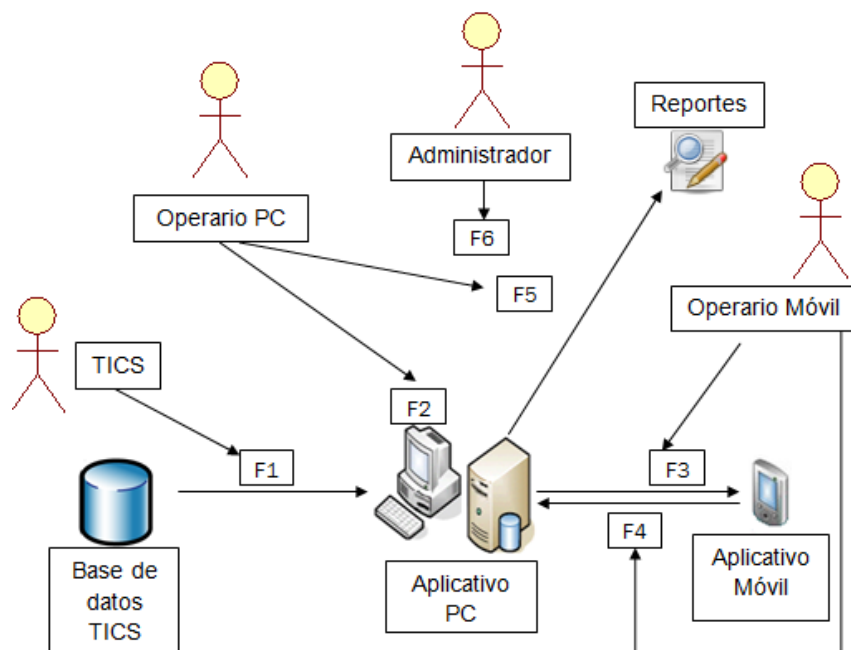 Reportes
Administrador
Operario PC
F6
F5
Operario Móvil
TICS
F2
F1
F3
F4
Base de
datos
TICS
Aplicativo
PC
Aplicativo
Móvil